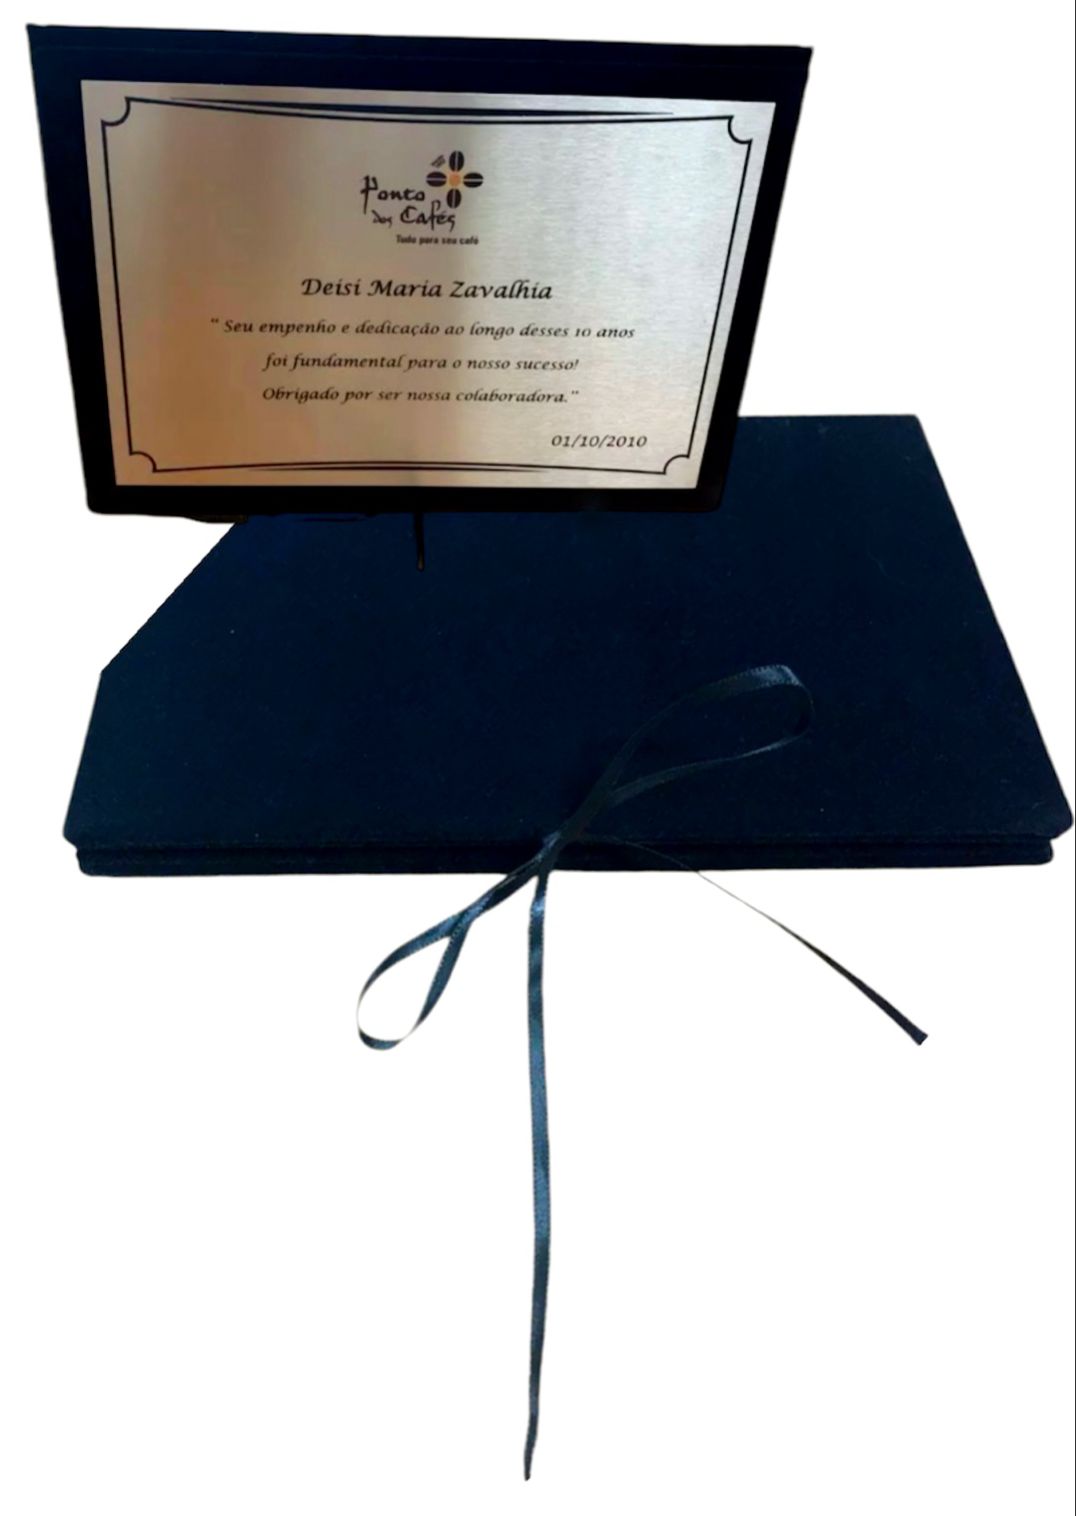 Ponto
dos Cafés
Tudo para seu café
Deisi Maria Zavalhia
" Seu empenho e dedicação ao longo desses 10 anos
foi fundamental para o nosso sucesso!
Obrigado por ser nossa colaboradora."
01/10/2010